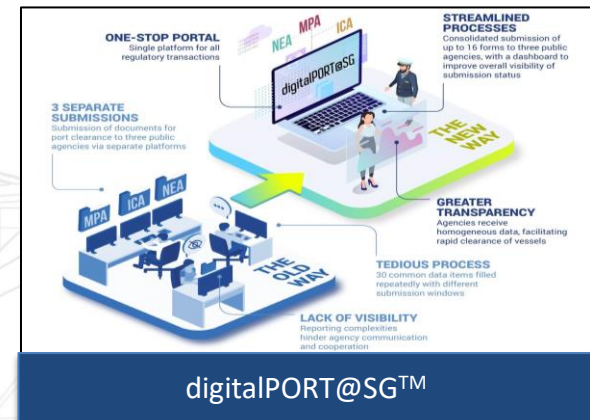 ONE-STOP PORTAL
Single platform for all
regulatory transactions
NEA
MPA
ICA
digitalPORT@SG
STREAMLINED
PROCESSES
Consolidated submission of
up to 16 forms to three public
agencies, with a dashboard to
improve overall visibility of
submission status
THE NEW
WAY
3 SEPARATE
SUBMISSIONS
Submission of documents for
port clearance to three public
agencies via separate platforms
MPA
ICA
NEA
THE OLD
WAY
GREATER
TRANSPARENCY
Agencies receive
homogeneous data, facilitating
rapid clearance of vessels
TEDIOUS PROCESS
30 common data items filled
repeatedly with different
submission windows
LACK OF VISIBILITY
Reporting complexities
hinder agency communication
and cooperation
digitalPORT@SG™